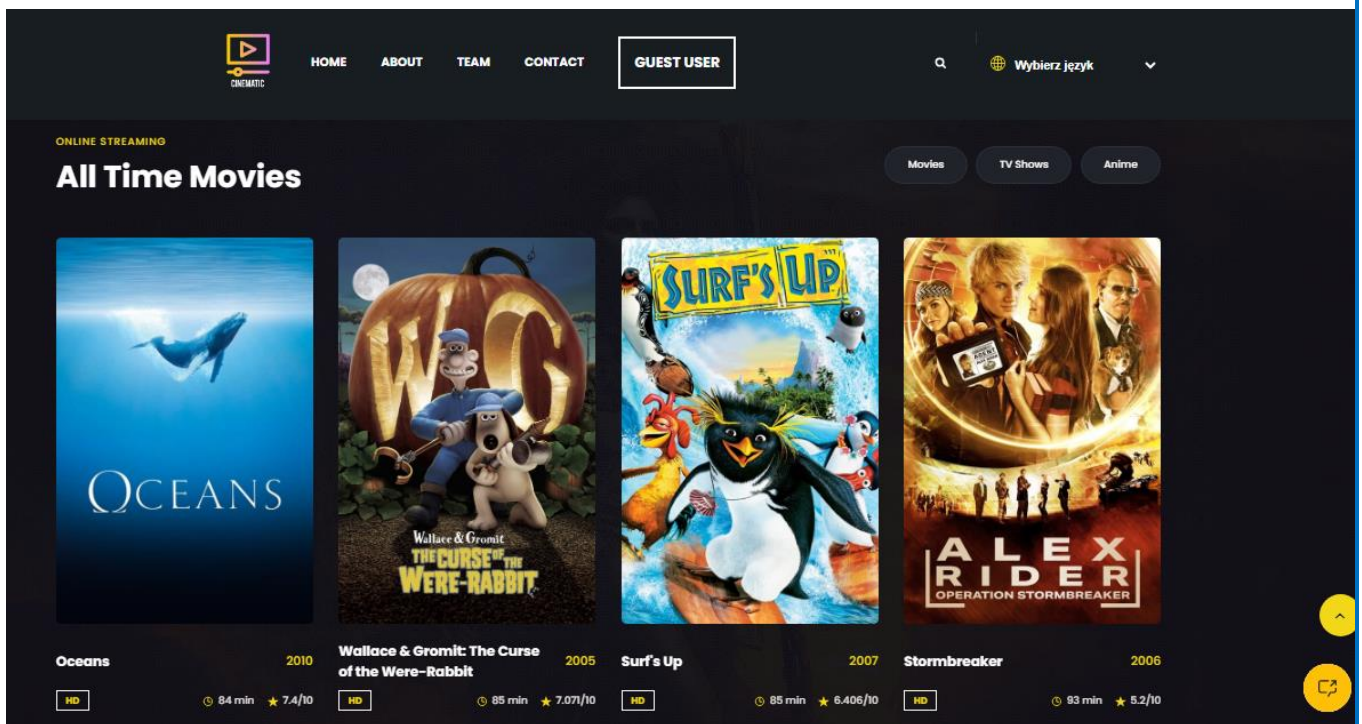 HOME ABOUT TEAM CONTACT GUEST USER Wybierz język
CINEMATIC
ONLINE STREAMING
All Time Movies
Movies TV Shows Anime
OCEANS
WG
Wallace & Gromit
THE CURSE OF THE
WERE-RABBIT
SURF'S UP
AGENT
ALEX
RIDER
OPERATION STORMBREAKER
Oceans 2010
HD 84 min 7.4/10
Wallace & Gromit: The Curse
of the Were-Rabbit 2005
HD 85 min 7.071/10
Surf's Up 2007
HD 85 min 6.406/10
Stormbreaker 2006
HD 93 min 5.2/10